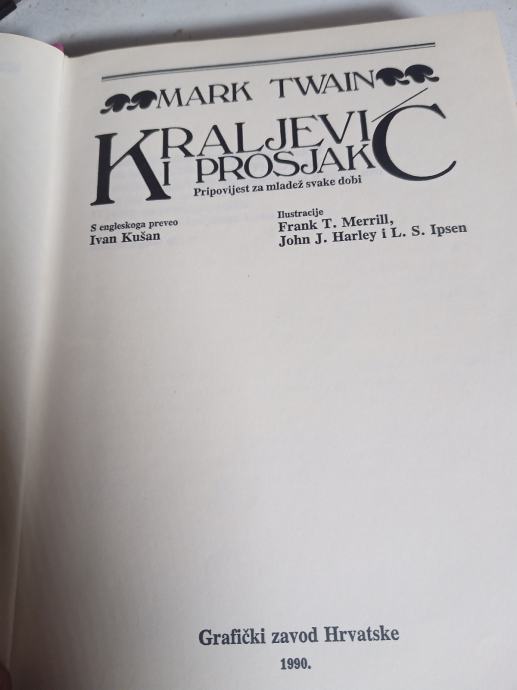 MARK TWAIN
KRALJEVIĆ
I PROSJAK
Pripovijest za mladež svake dobi
S engleskoga preveo
Ivan Kušan
Ilustracije
Frank T. Merrill,
John J. Harley i L. S. Ipsen
Grafički zavod Hrvatske
1990.